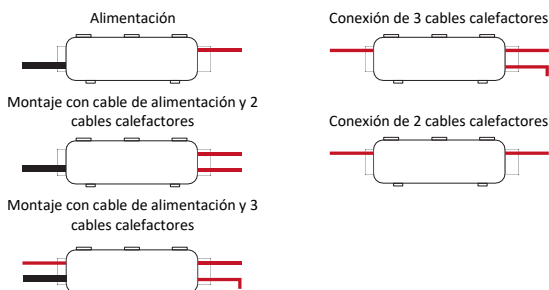 Alimentación
Montaje con cable de alimentación y 2
cables calefactores
Montaje con cable de alimentación y 3
cables calefactores
Conexión de 3 cables calefactores
Conexión de 2 cables calefactores